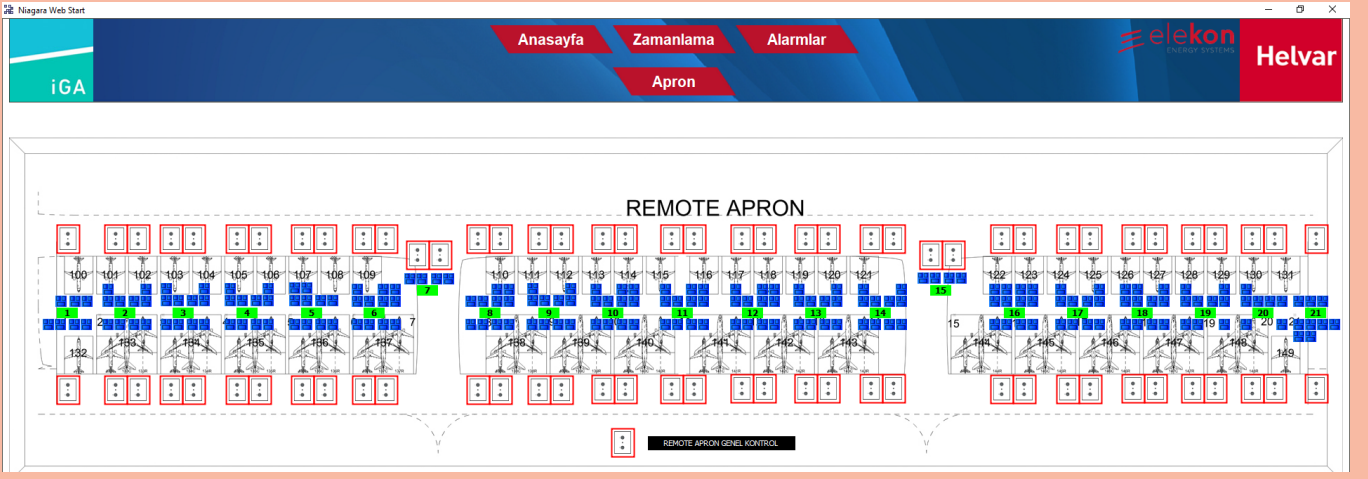 Niagara Web Start
iGA
Anasayfa Zamanlama Alarmlar
Apron
elekon
ENERGY SYSTEMS
Helvar
REMOTE APRON
100 101 102 103 104 105 106 107 108 109 110 111 112 113 114 115 116 117 118 119 120 121 122 123 124 125 126 127 128 129 130 131
7 15
1 2 3 4 5 6 8 9 10 11 12 13 14 16 17 18 19 20 21
7 15 19 20
132 133 134 135 136 137 138 139 140 141 142 143 144 145 146 147 148 149
REMOTE APRON GENEL KONTROL